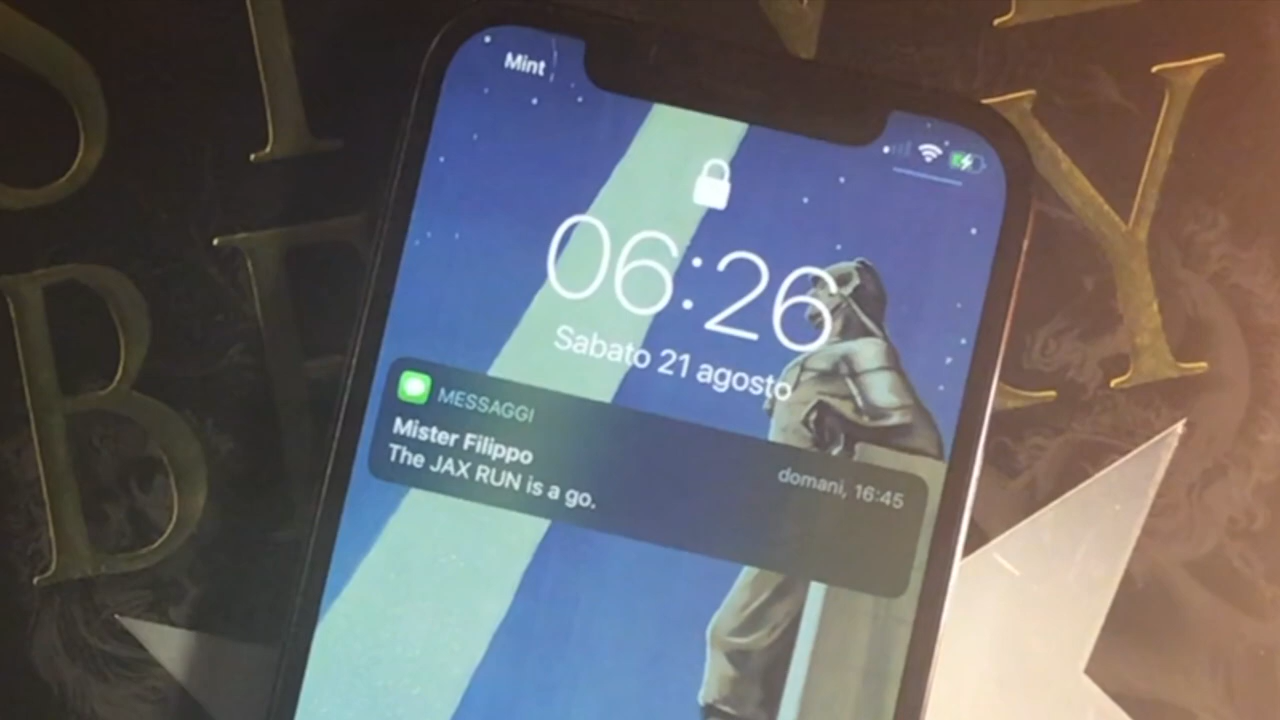 Mint
06:26
Sabato 21 agosto
MESSAGGI
Mister Filippo
domani, 16:45
The JAX RUN is a go.